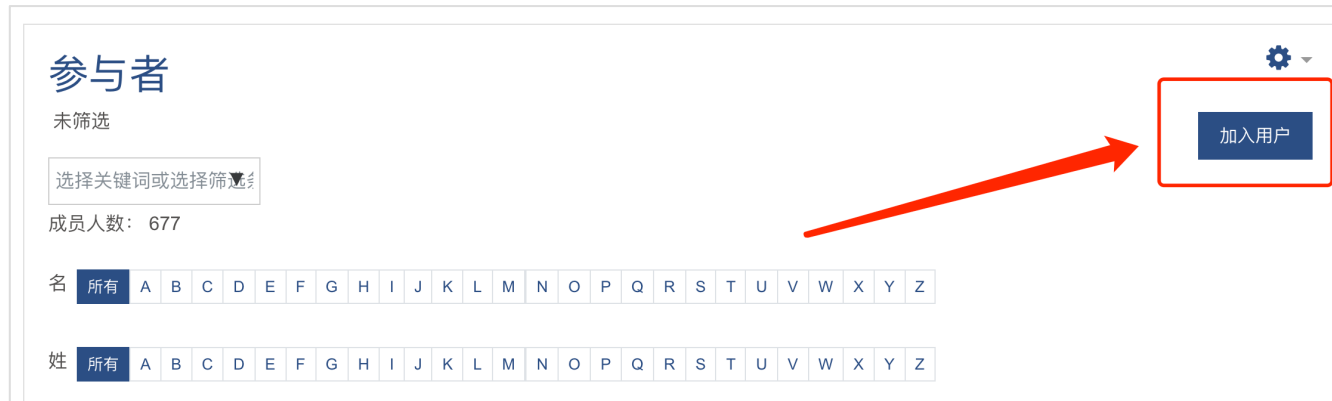 参与者
未筛选
加入用户
选择关键词或选择筛选
成员人数： 677
名 所有 A B C D E F G H I J K L M N O P Q R S T U V W X Y Z
姓 所有 A B C D E F G H I J K L M N O P Q R S T U V W X Y Z